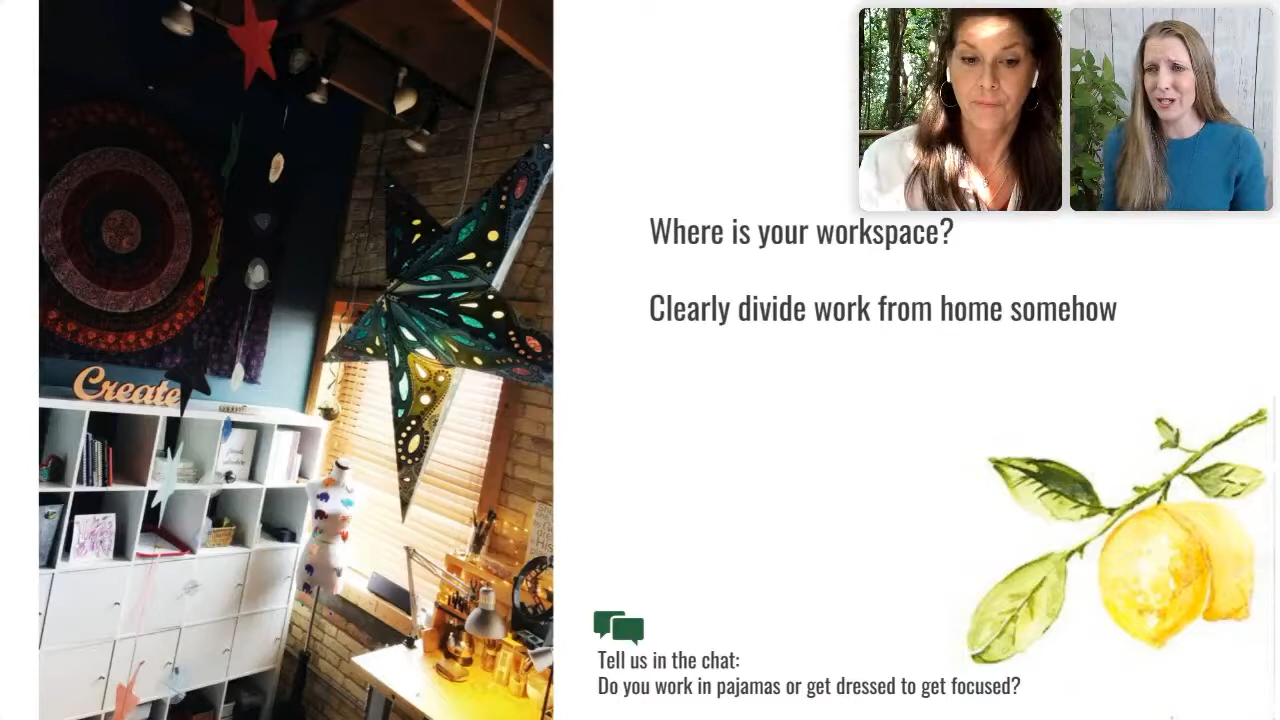 Create
Where is your workspace?
Clearly divide work from home somehow
Tell us in the chat:
Do you work in pajamas or get dressed to get focused?